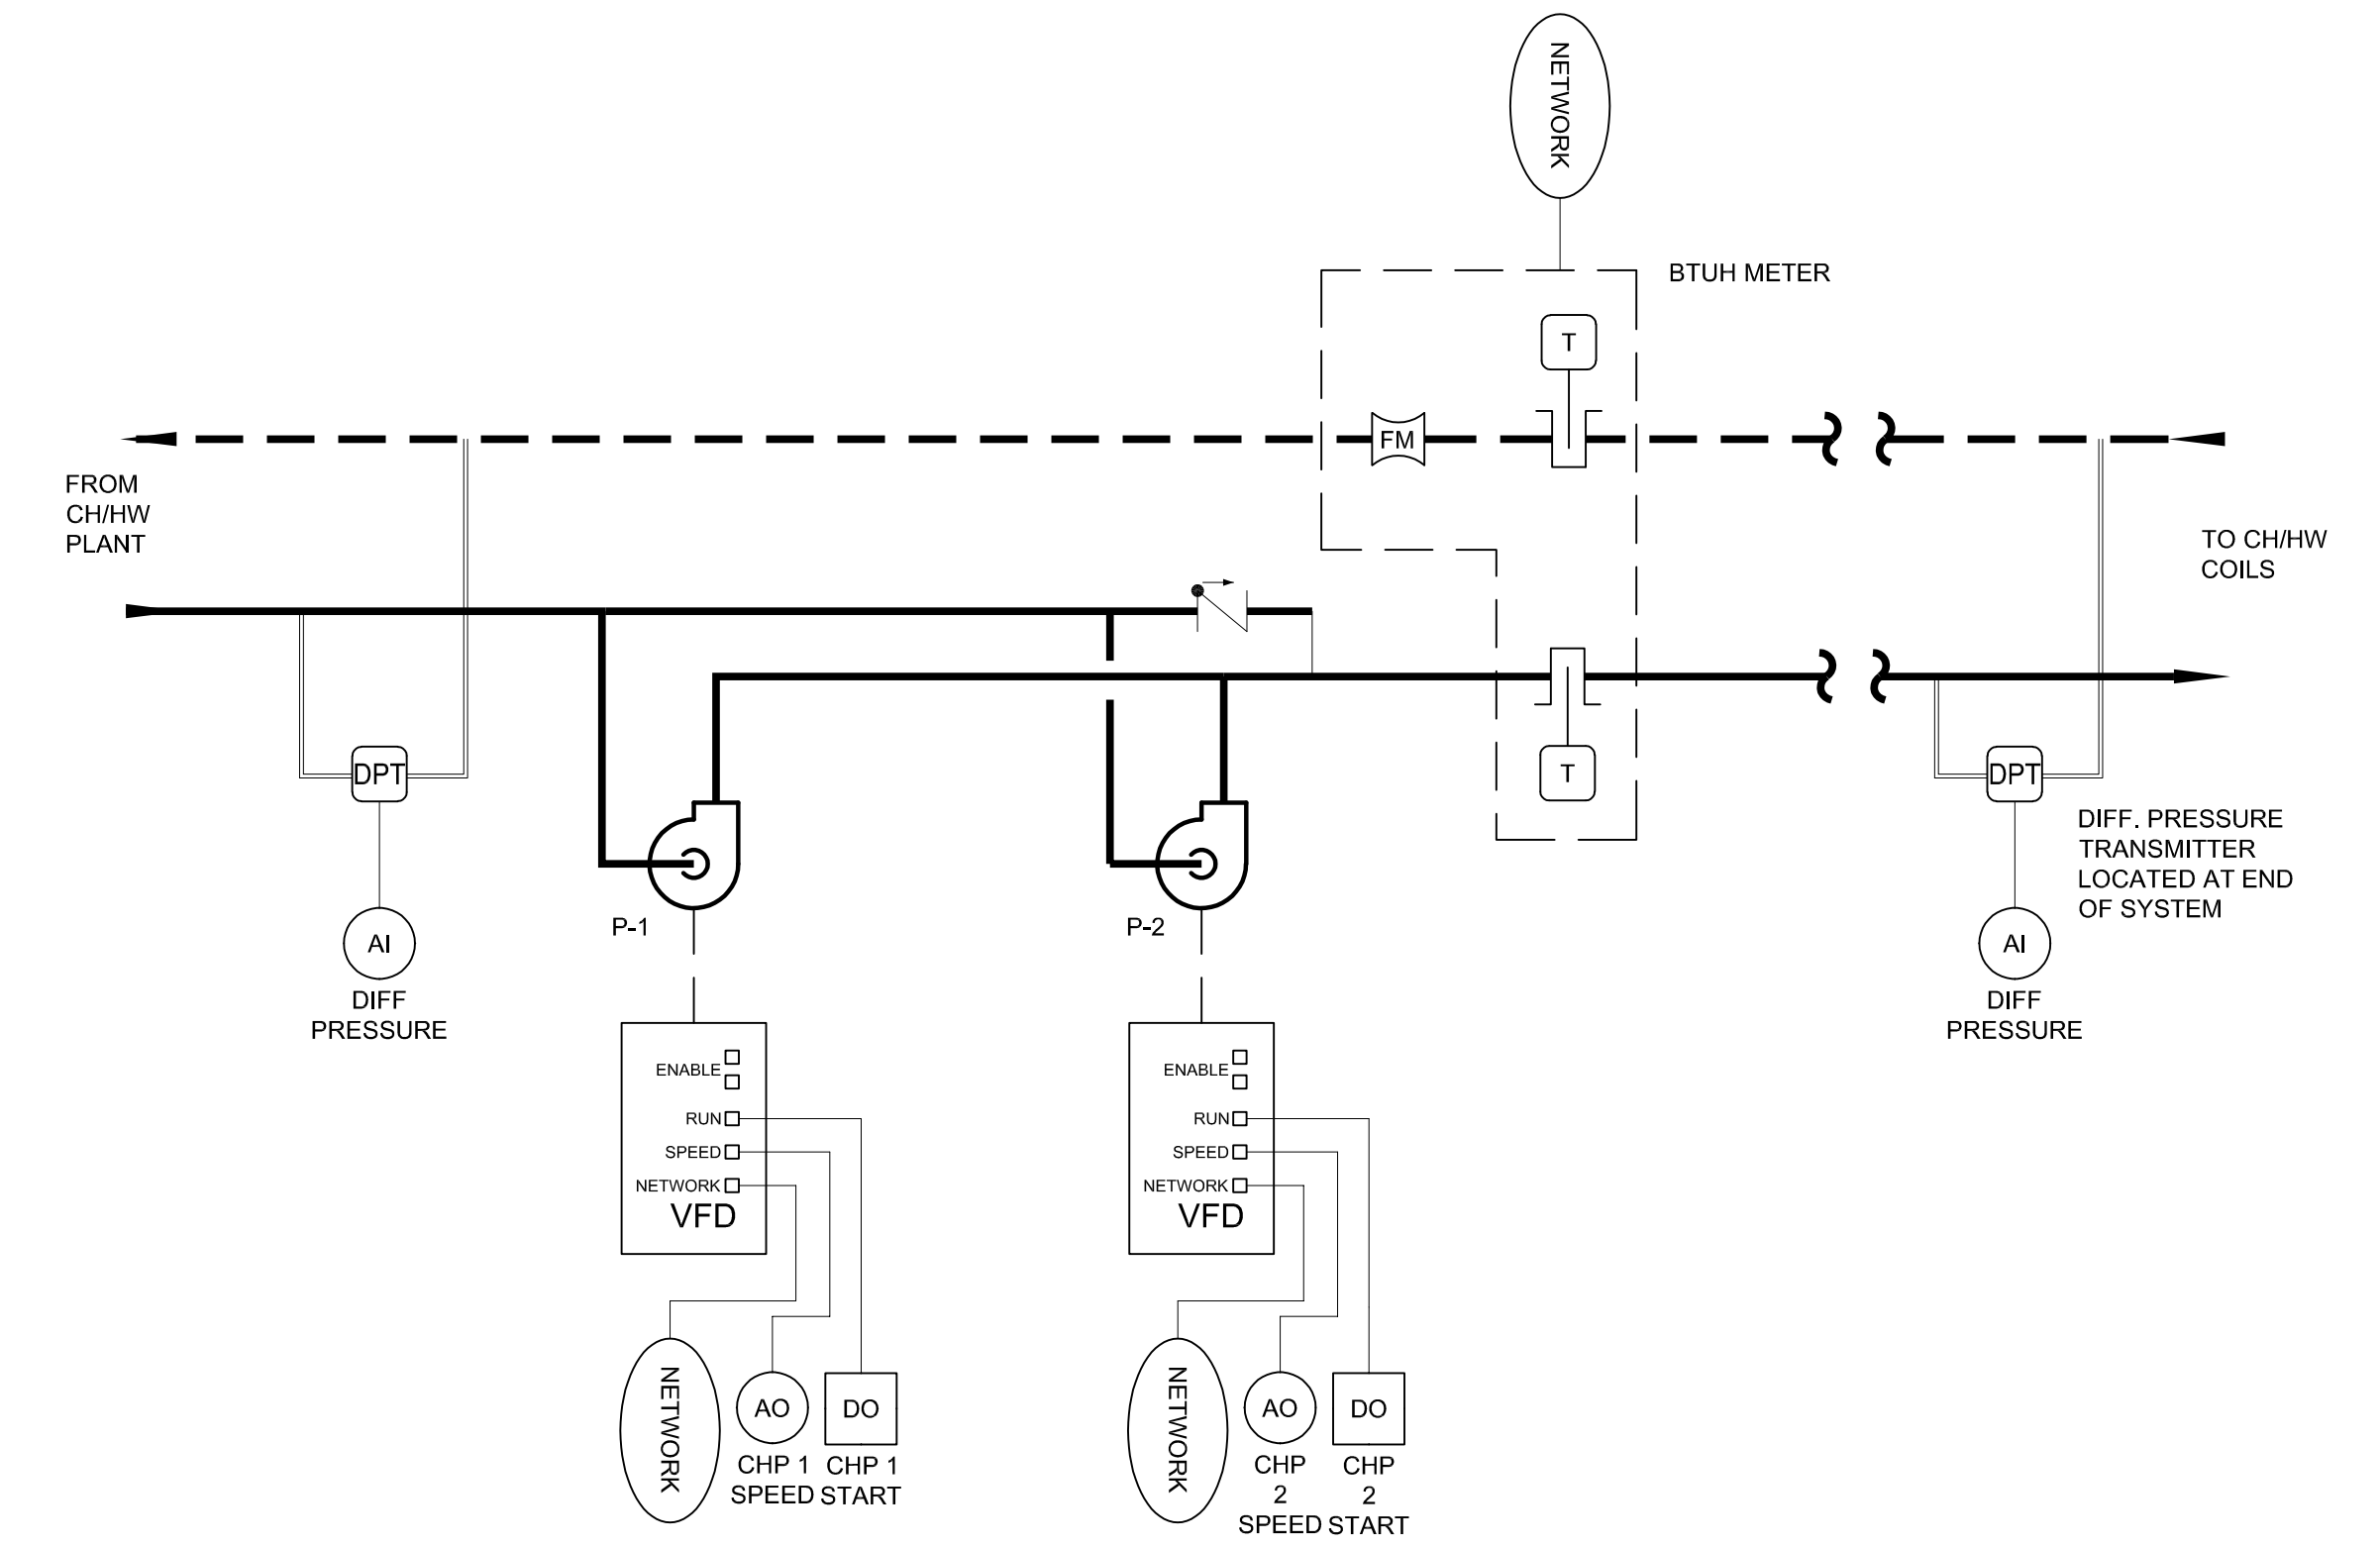 NETWORK
BTUH METER
T
FM
FROM
CH/HW
PLANT
TO CH/HW
COILS
T
DPT
DPT
DIFF. PRESSURE
TRANSMITTER
LOCATED AT END
OF SYSTEM
P-1
P-2
AI
DIFF
PRESSURE
AI
DIFF
PRESSURE
ENABLE
RUN
SPEED
NETWORK
VFD
ENABLE
RUN
SPEED
NETWORK
VFD
NETWORK
AO
CHP 1
SPEED
DO
CHP 1
START
NETWORK
AO
CHP
2
SPEED
DO
CHP
2
START